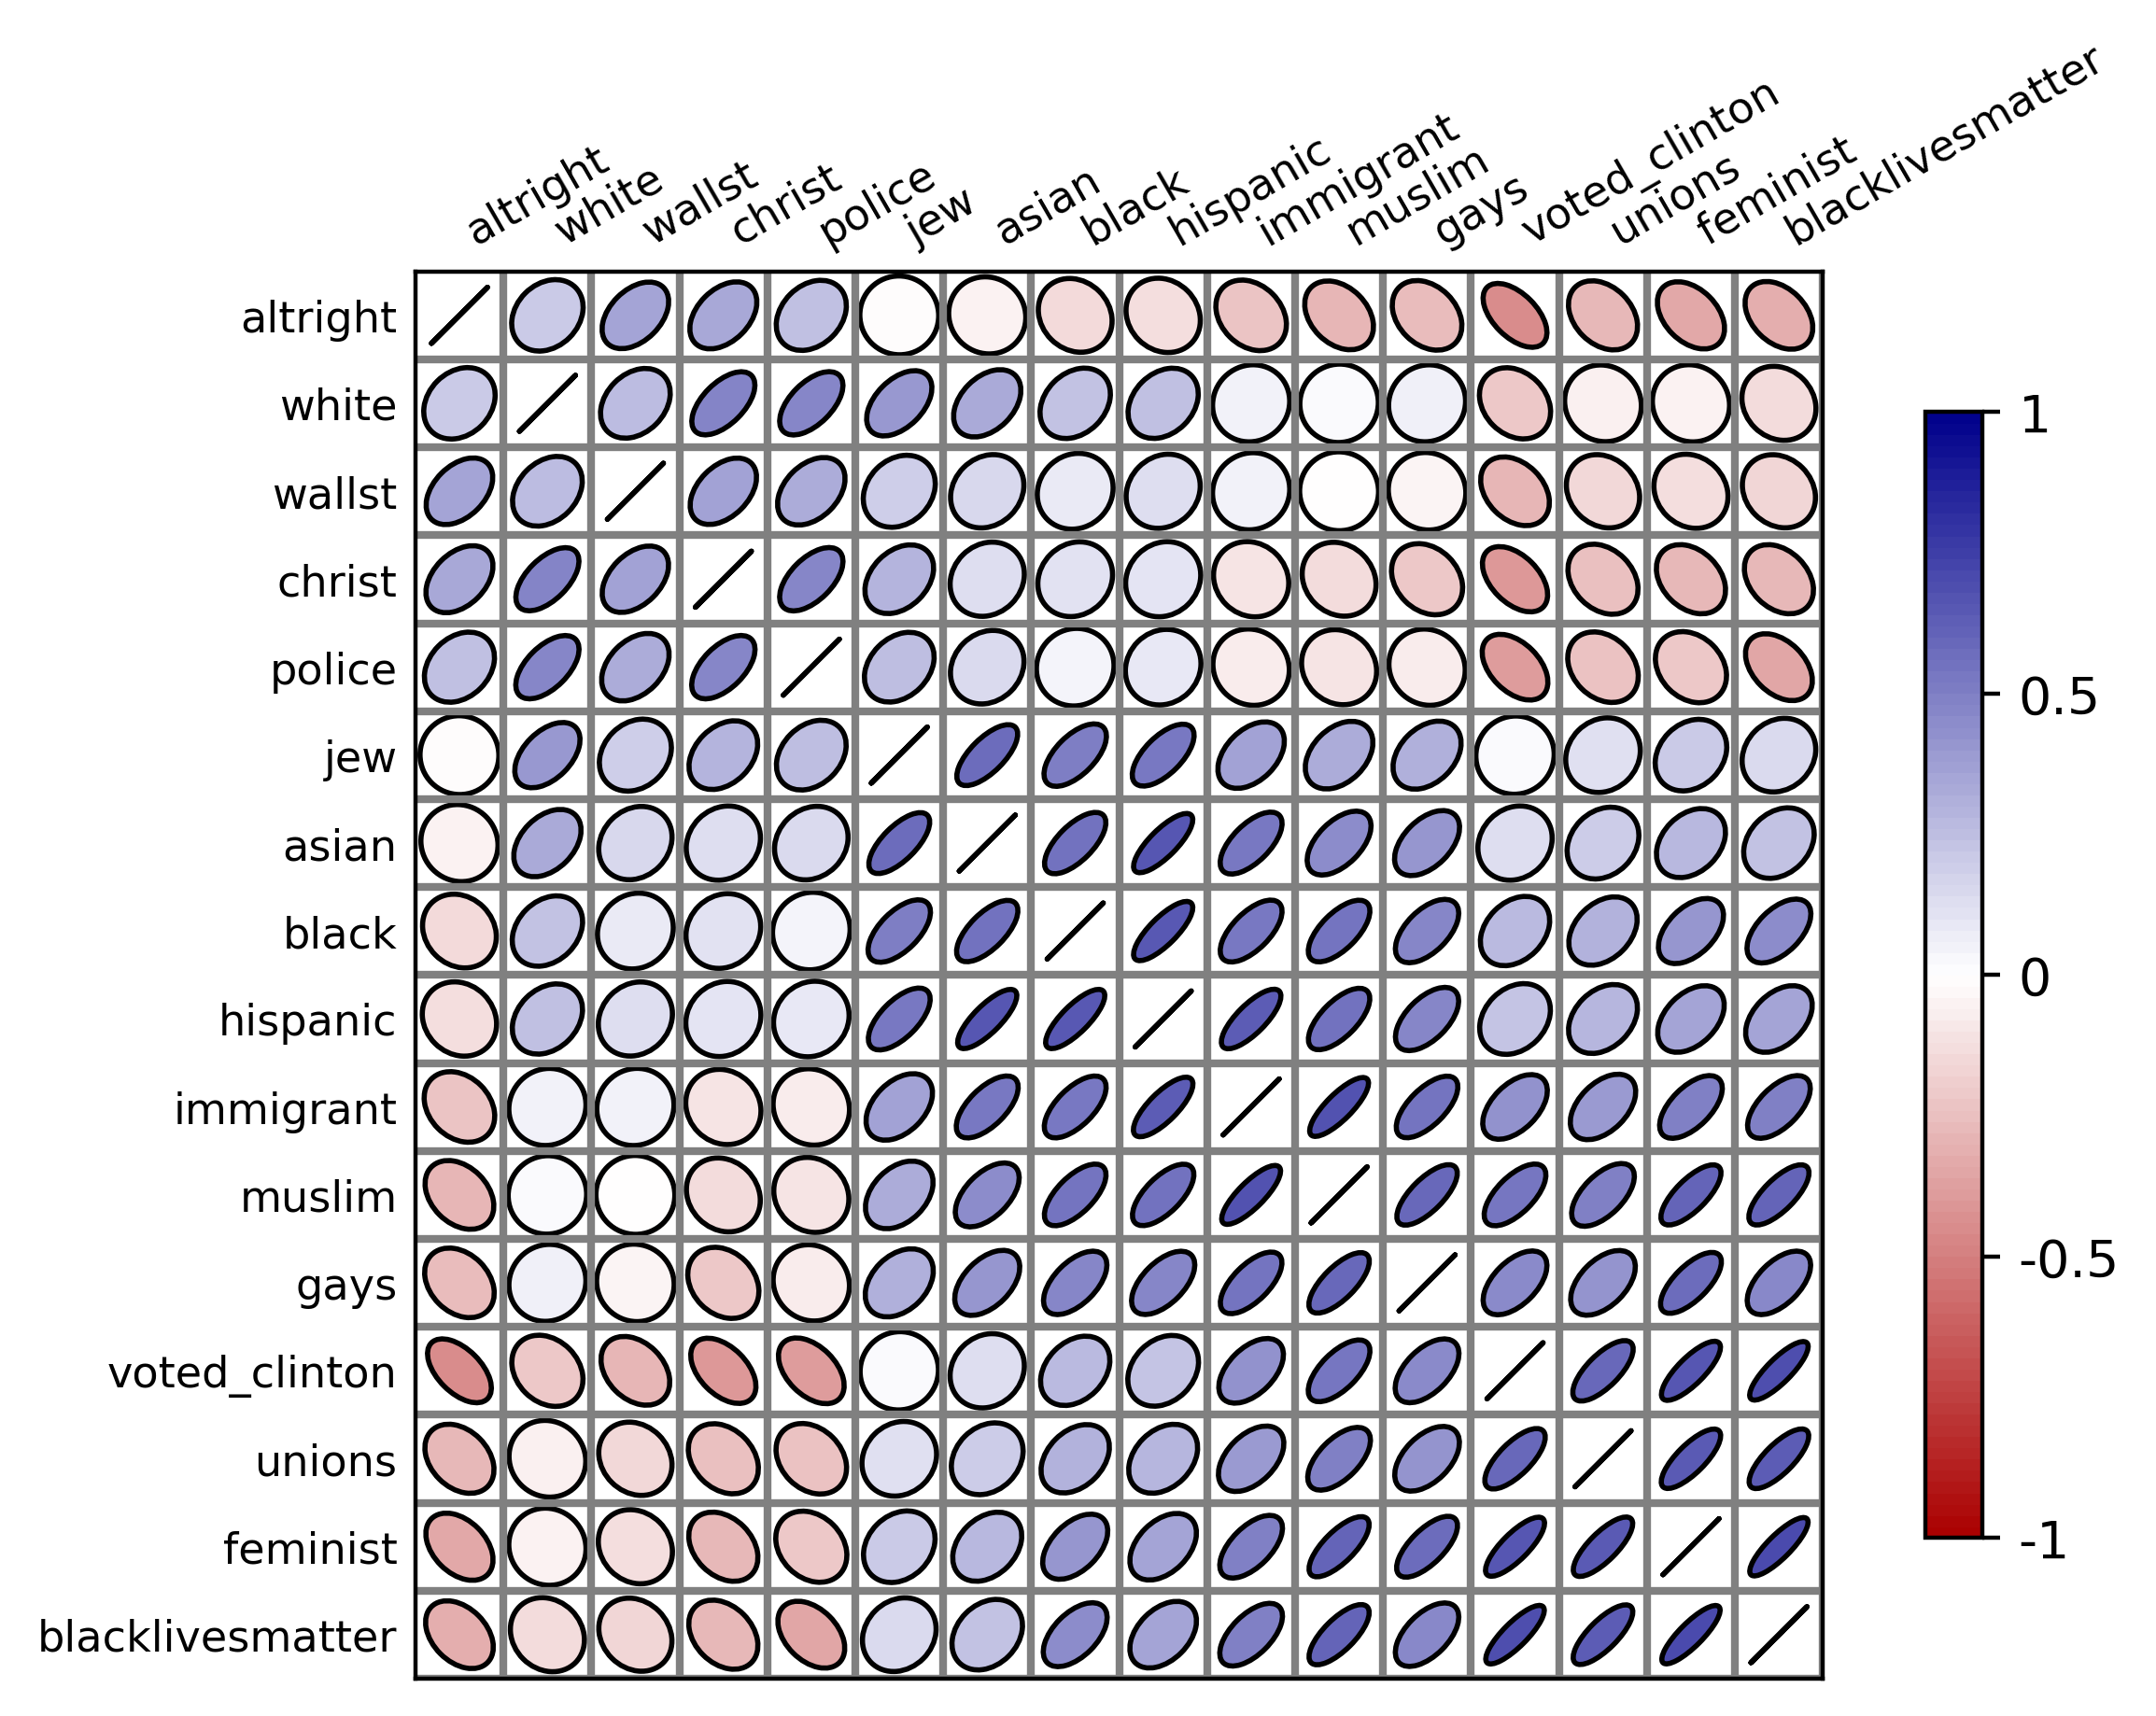 altright
white
wallst
christ
police
jew
asian
black
hispanic
immigrant
muslim
gays
voted_clinton
unions
feminist
blacklivesmatter
altright
white
wallst
christ
police
jew
asian
black
hispanic
immigrant
muslim
gays
voted_clinton
unions
feminist
blacklivesmatter
1
0.5
0
-0.5
-1